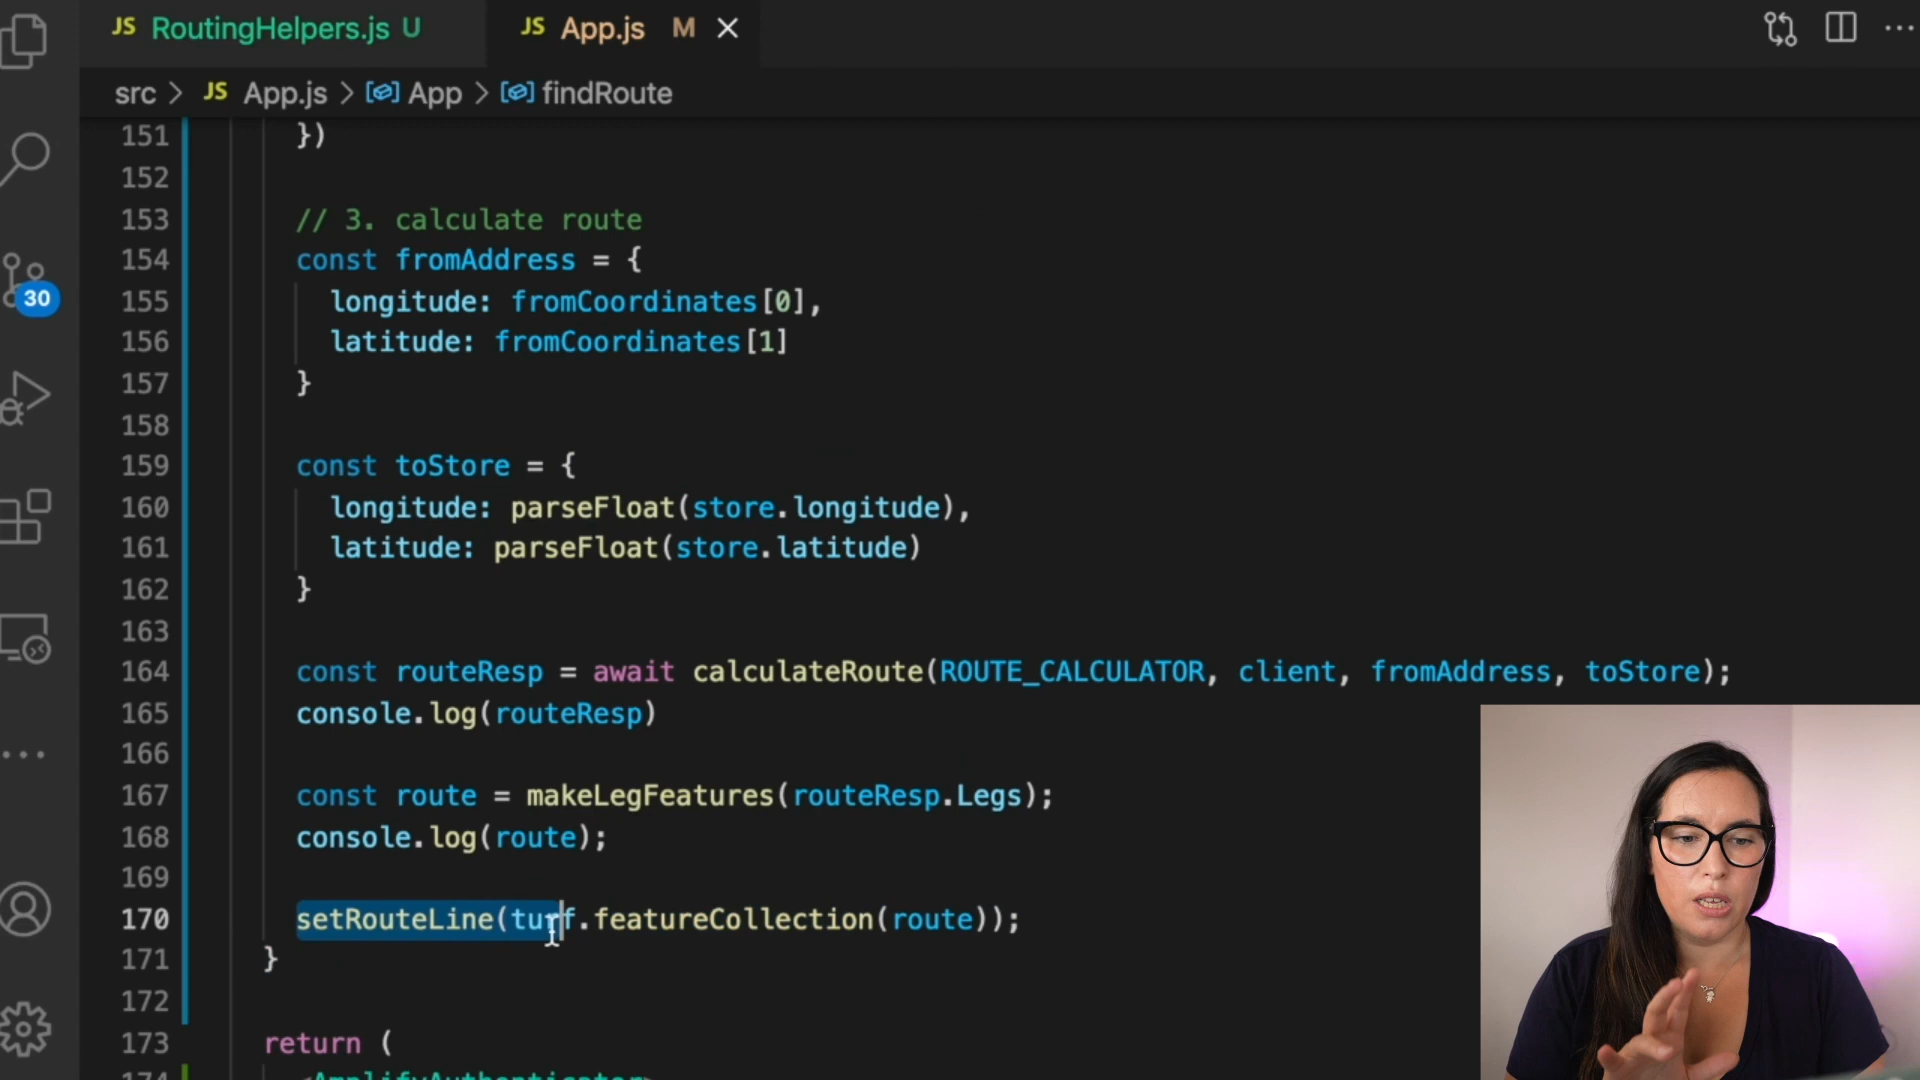 JS RoutingHelpers.js U
JS App.js M
src > JS App.js > App > findRoute
151 })
152
153 // 3. calculate route
154 const fromAddress = {
155 longitude: fromCoordinates[0],
156 latitude: fromCoordinates[1]
157 }
158
159 const toStore = {
160 longitude: parseFloat(store.longitude),
161 latitude: parseFloat(store.latitude)
162 }
163
164 const routeResp = await calculateRoute(ROUTE_CALCULATOR, client, fromAddress, toStore);
165 console.log(routeResp)
166
167 const route = makeLegFeatures(routeResp.Legs);
168 console.log(route);
169
170 setRouteLine(turf.featureCollection(route));
171 }
172
173 return (
174 <AmplifyAuthenticator>
30